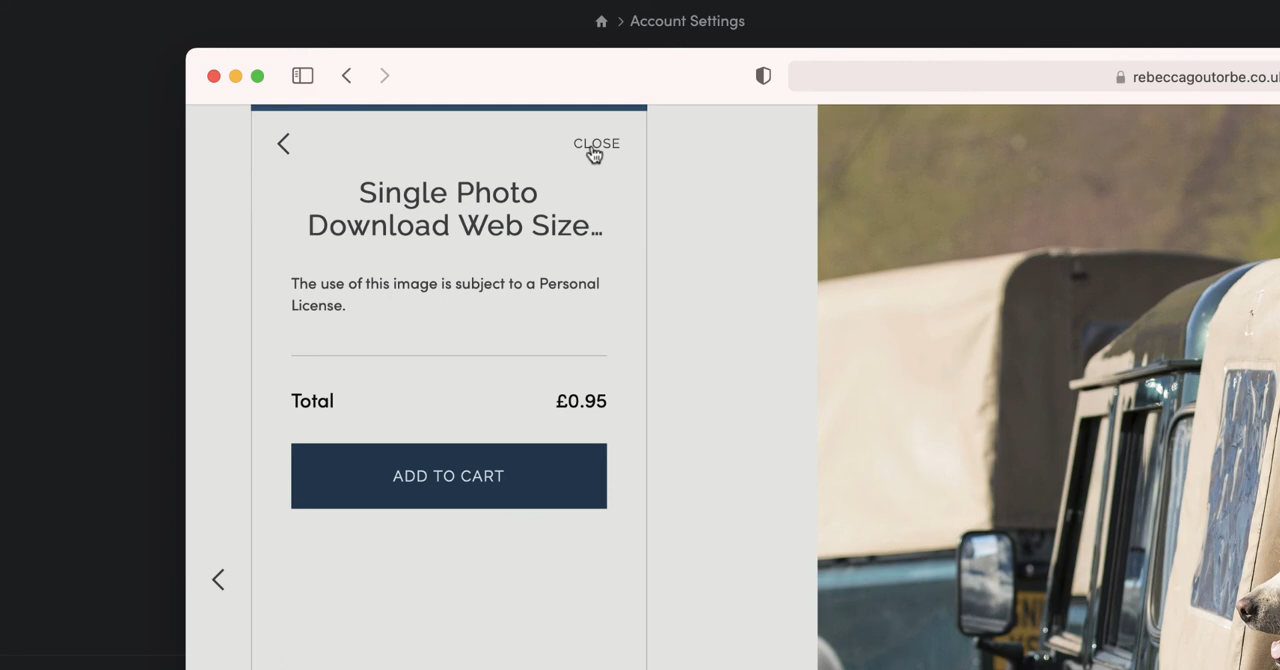 Account Settings
rebeccagoutorbe.co.uk
CLOSE
Single Photo
Download Web Size…
The use of this image is subject to a Personal
License.
Total £0.95
ADD TO CART